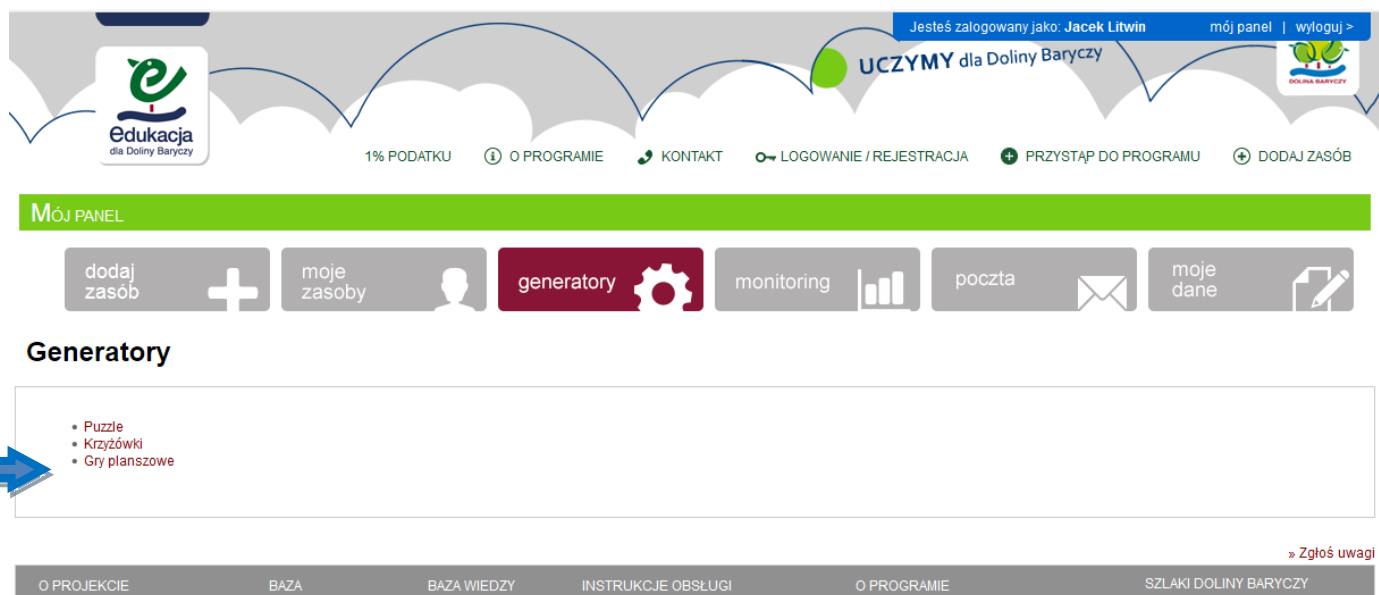 Jesteś zalogowany jako: Jacek Litwin mój panel | wyloguj >
UCZYMY dla Doliny Baryczy
DOLINA BARYCZY
edukacja
dla Doliny Baryczy
1% PODATKU O PROGRAMIE KONTAKT LOGOWANIE / REJESTRACJA PRZYSTĄP DO PROGRAMU DODAJ ZASÓB
MÓJ PANEL
dodaj
zasób
moje
zasoby
generatory
monitoring
poczta
moje
dane
Generatory
Puzzle
Krzyżówki
Gry planszowe
» Zgłoś uwagi
O PROJEKCIE BAZA BAZA WIEDZY INSTRUKCJE OBSŁUGI O PROGRAMIE SZLAKI DOLINY BARYCZY